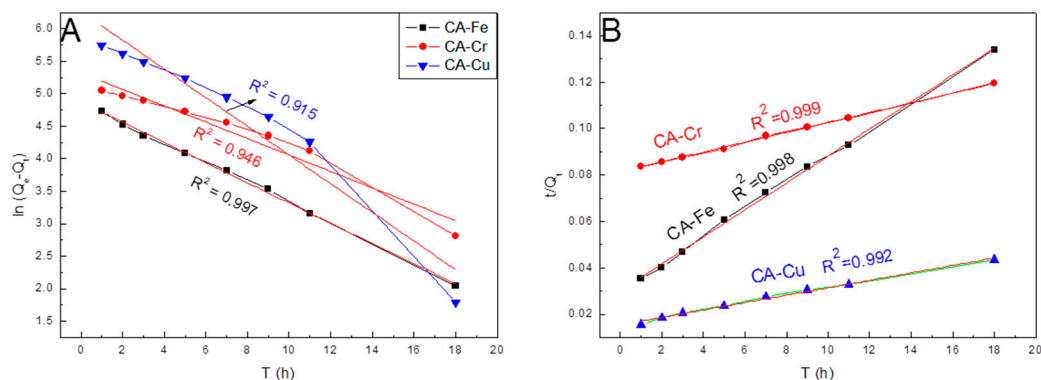 A
CA-Fe
CA-Cr
CA-Cu
R² = 0.915
R² = 0.946
R² = 0.997
ln (Qe-Qt)
6.0
5.5
5.0
4.5
4.0
3.5
3.0
2.5
2.0
1.5
0 2 4 6 8 10 12 14 16 18 20
T (h)
B
CA-Cr R² = 0.999
CA-Fe R² = 0.998
CA-Cu R² =0.992
t/Qt
0.14
0.12
0.10
0.08
0.06
0.04
0.02
0 2 4 6 8 10 12 14 16 18 20
T (h)